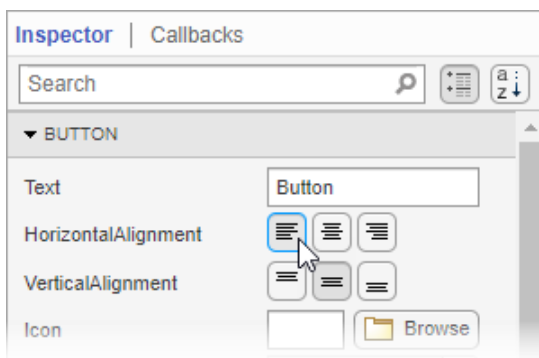 Inspector | Callbacks
Search
a z
BUTTON
Text Button
HorizontalAlignment
VerticalAlignment
Icon Browse